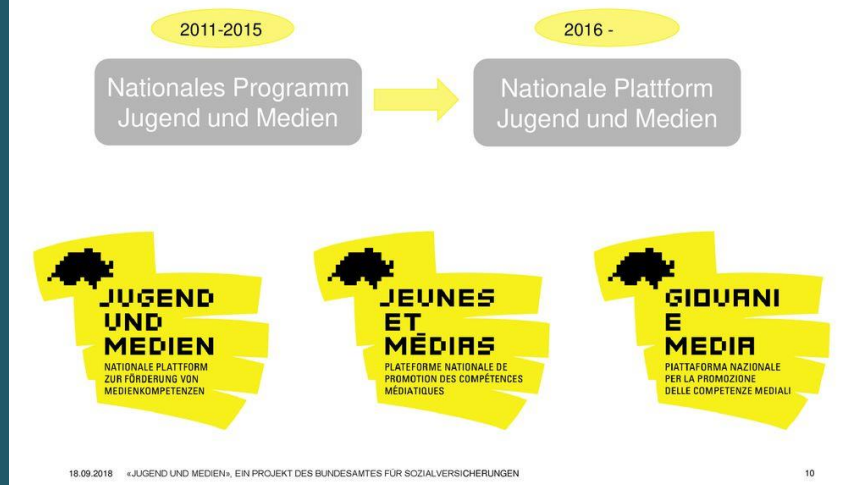 2011-2015
2016 -
Nationales Programm
Jugend und Medien
Nationale Plattform
Jugend und Medien
JUGEND
UND
MEDIEN
NATIONALE PLATTFORM
ZUR FÖRDERUNG VON
MEDIENKOMPETENZEN
JEUNES
ET
MÉDIAS
PLATEFORME NATIONALE DE
PROMOTION DES COMPÉTENCES
MÉDIATIQUES
GIOVANI
E
MEDIA
PIATTAFORMA NAZIONALE
PER LA PROMOZIONE
DELLE COMPETENZE MEDIALI
18.09.2018 «JUGEND UND MEDIEN», EIN PROJEKT DES BUNDESAMTES FÜR SOZIALVERSICHERUNGEN 10